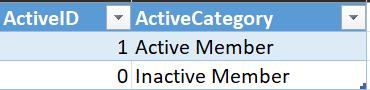 ActiveID ActiveCategory
1 Active Member
0 Inactive Member